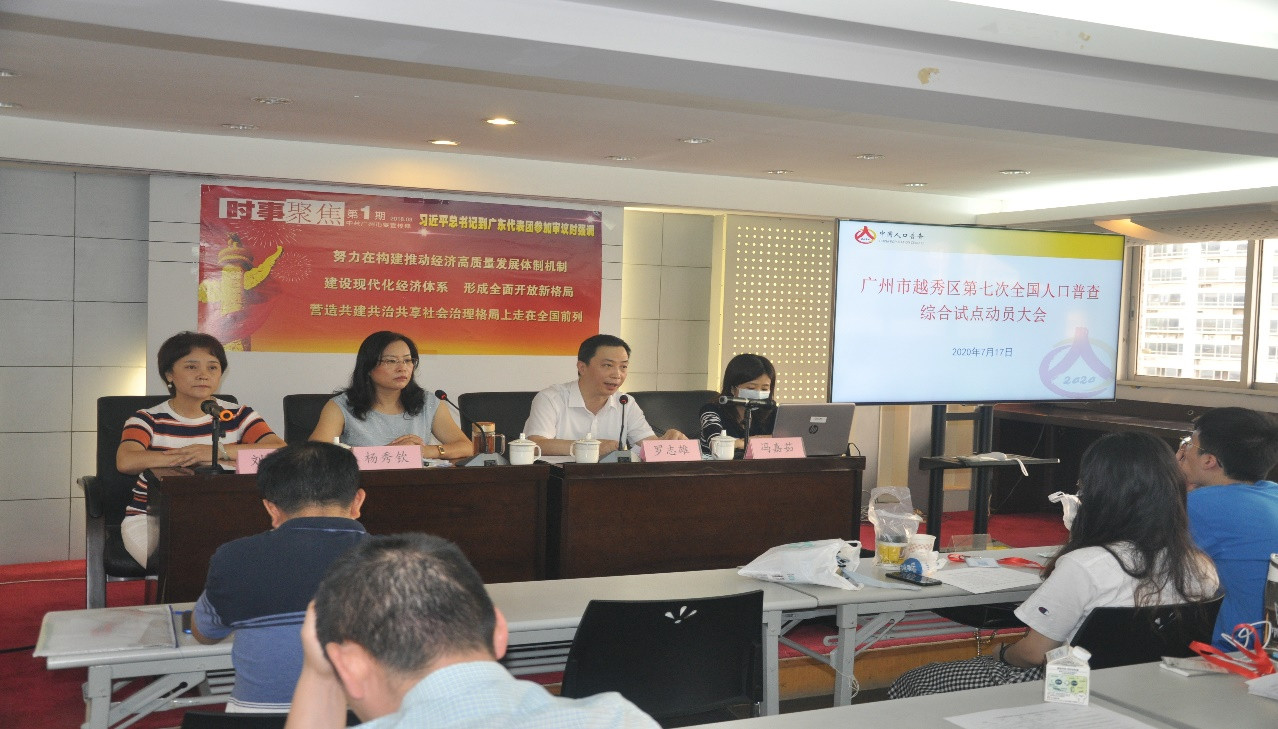 时事聚焦 第1期 2018.03 习近平总书记到广东代表团参加审议时强调
努力在构建推动经济高质量发展体制机制
建设现代化经济体系 形成全面开放新格局
营造共建共治共享社会治理格局上走在全国前列
中国人口普查
广州市越秀区第七次全国人口普查
综合试点动员大会
2020年7月17日
2020
刘
杨秀钦
罗志雄
冯嘉茹
hp
Champion